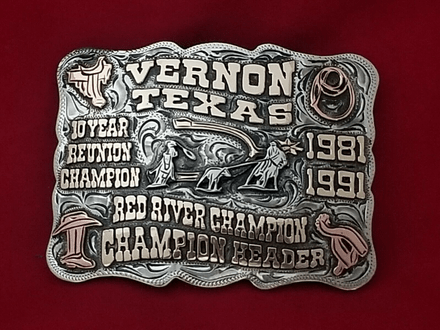 VERNON
TEXAS
10 YEAR
REUNION
CHAMPION
1981
1991
RED RIVER CHAMPION
CHAMPION HEADER